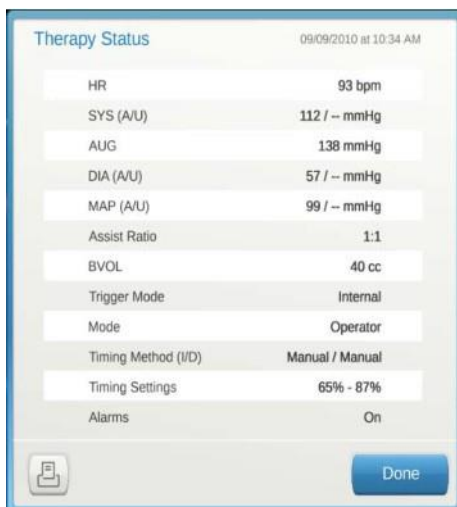 Therapy Status 09/09/2010 at 10:34 AM
HR 93 bpm
SYS (A/U) 112 / -- mmHg
AUG 138 mmHg
DIA (A/U) 57 / -- mmHg
MAP (A/U) 99 / -- mmHg
Assist Ratio 1:1
BVOL 40 cc
Trigger Mode Internal
Mode Operator
Timing Method (I/D) Manual / Manual
Timing Settings 65% - 87%
Alarms On
Done